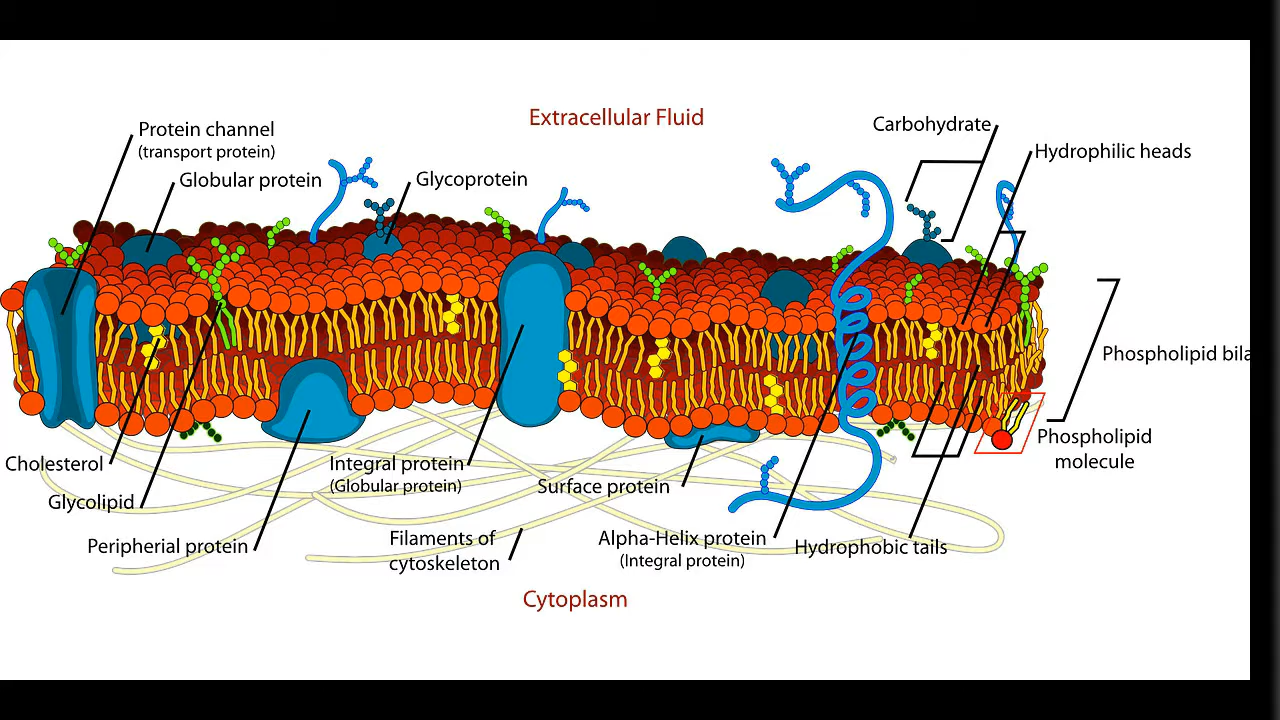 Extracellular Fluid
Protein channel
(transport protein)
Globular protein
Glycoprotein
Carbohydrate
Hydrophilic heads
Phospholipid bila
Phospholipid
molecule
Cholesterol
Glycolipid
Peripherial protein
Integral protein
(Globular protein)
Filaments of
cytoskeleton
Surface protein
Alpha-Helix protein
(Integral protein)
Hydrophobic tails
Cytoplasm